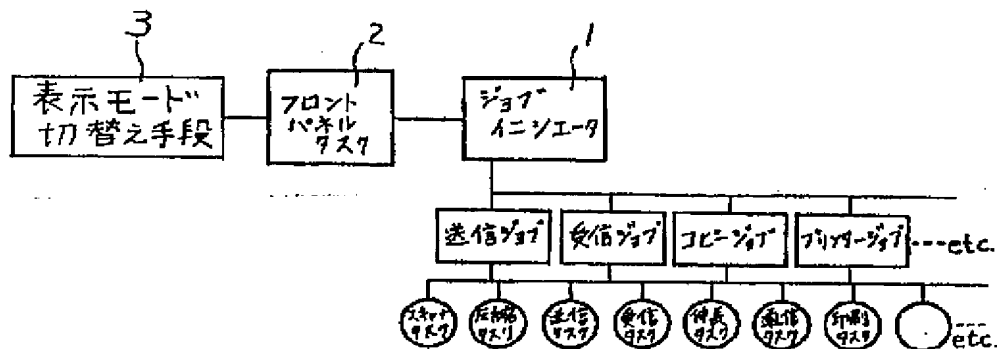 3
2
1
表示モード
切替え手段
フロント
パネル
タスク
ジョブ
イニシエータ
送信ジョブ
受信ジョブ
コピージョブ
プリンタージョブ
---etc.
スキャナ
タスク
圧縮
タスク
送信
タスク
受信
タスク
伸長
タスク
通信
タスク
印刷
タスク
---
etc.